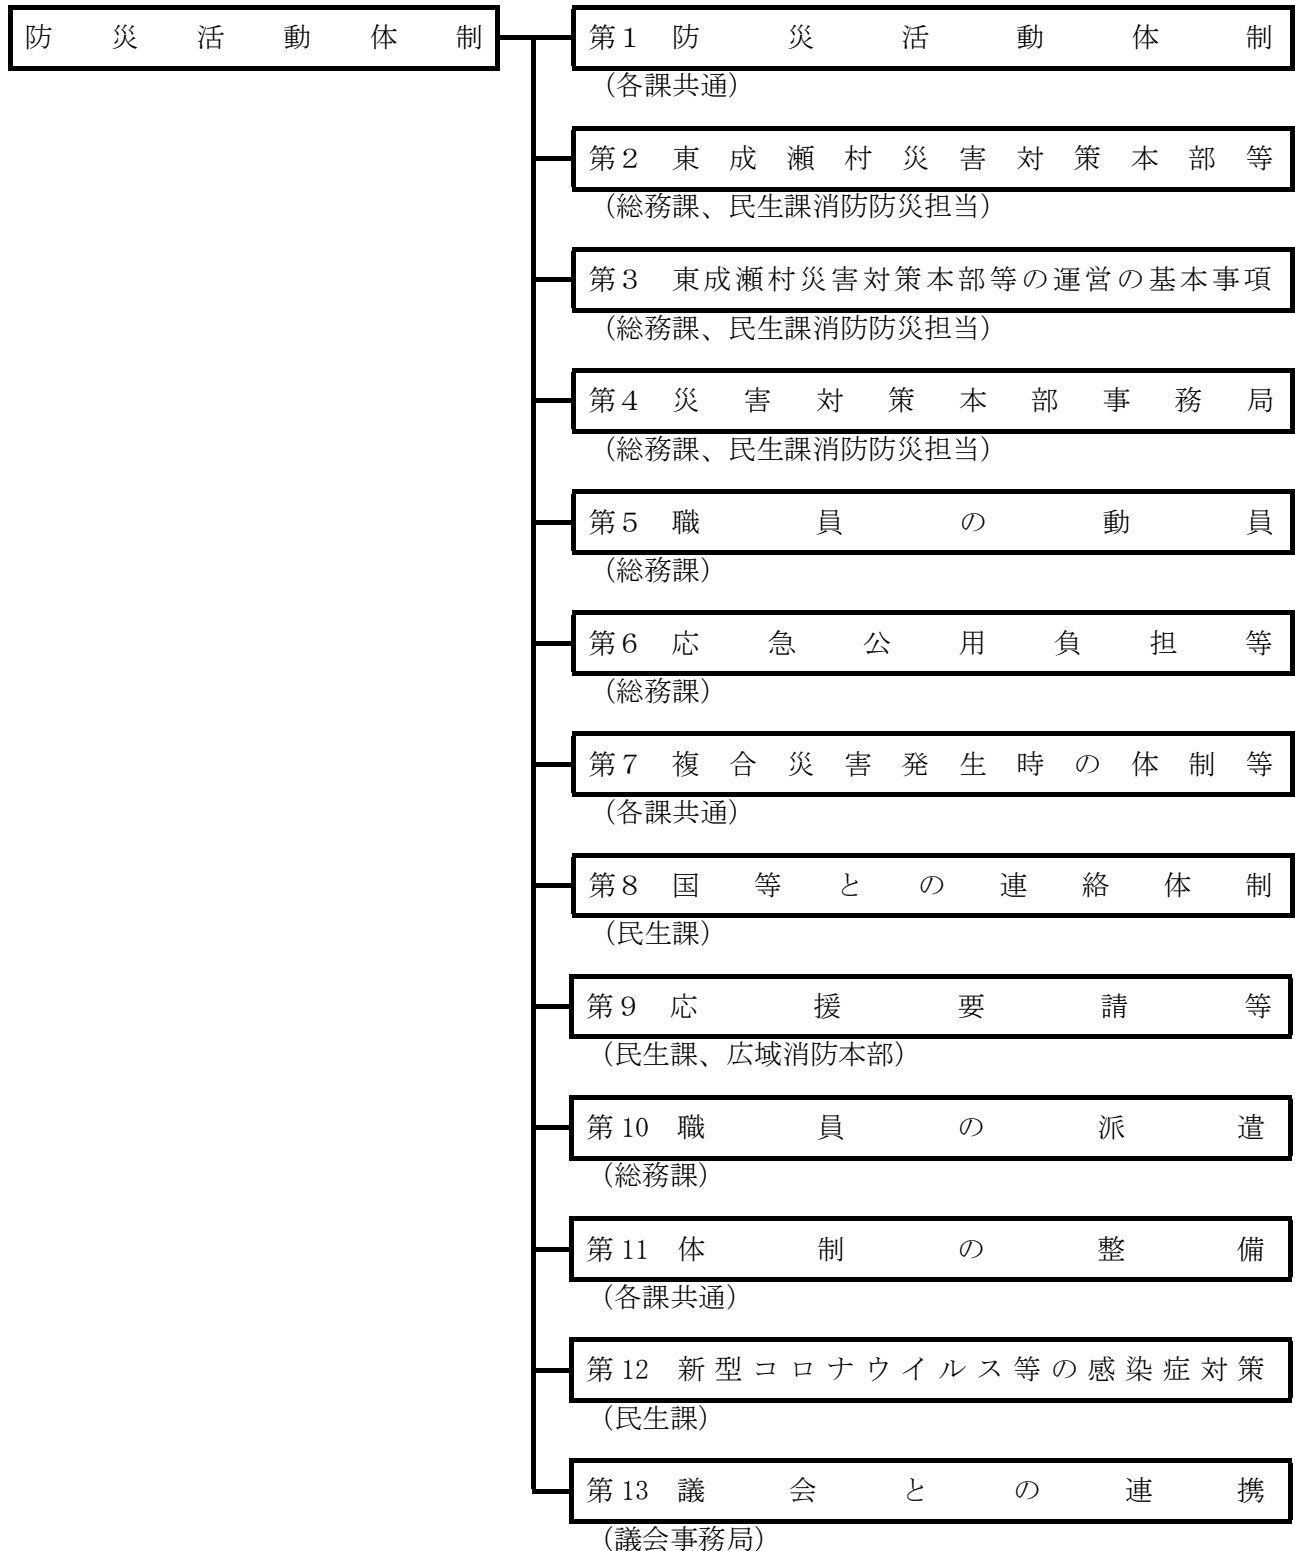 防災活動体制
第１ 防災活動体制
（各課共通）
第２ 東成瀬村災害対策本部等
（総務課、民生課消防防災担当）
第３ 東成瀬村災害対策本部等の運営の基本事項
（総務課、民生課消防防災担当）
第４ 災害対策本部事務局
（総務課、民生課消防防災担当）
第５ 職員の動員
（総務課）
第６ 応急公用負担等
（総務課）
第７ 複合災害発生時の体制等
（各課共通）
第８ 国等との連絡体制
（民生課）
第９ 応援要請等
（民生課、広域消防本部）
第10 職員の派遣
（総務課）
第11 体制の整備
（各課共通）
第12 新型コロナウイルス等の感染症対策
（民生課）
第13 議会との連携
（議会事務局）